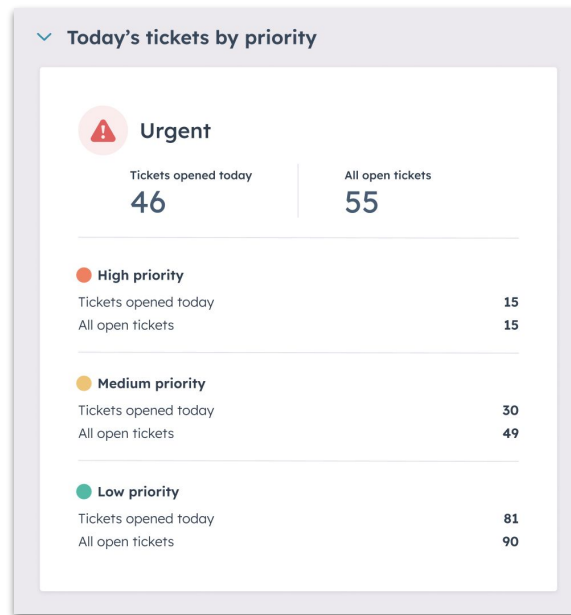 Today’s tickets by priority
Urgent
Tickets opened today All open tickets
46 55
High priority
Tickets opened today 15
All open tickets 15
Medium priority
Tickets opened today 30
All open tickets 49
Low priority
Tickets opened today 81
All open tickets 90